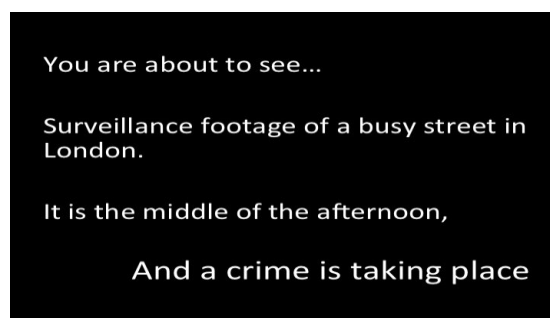 You are about to see...
Surveillance footage of a busy street in
London.
It is the middle of the afternoon,
And a crime is taking place